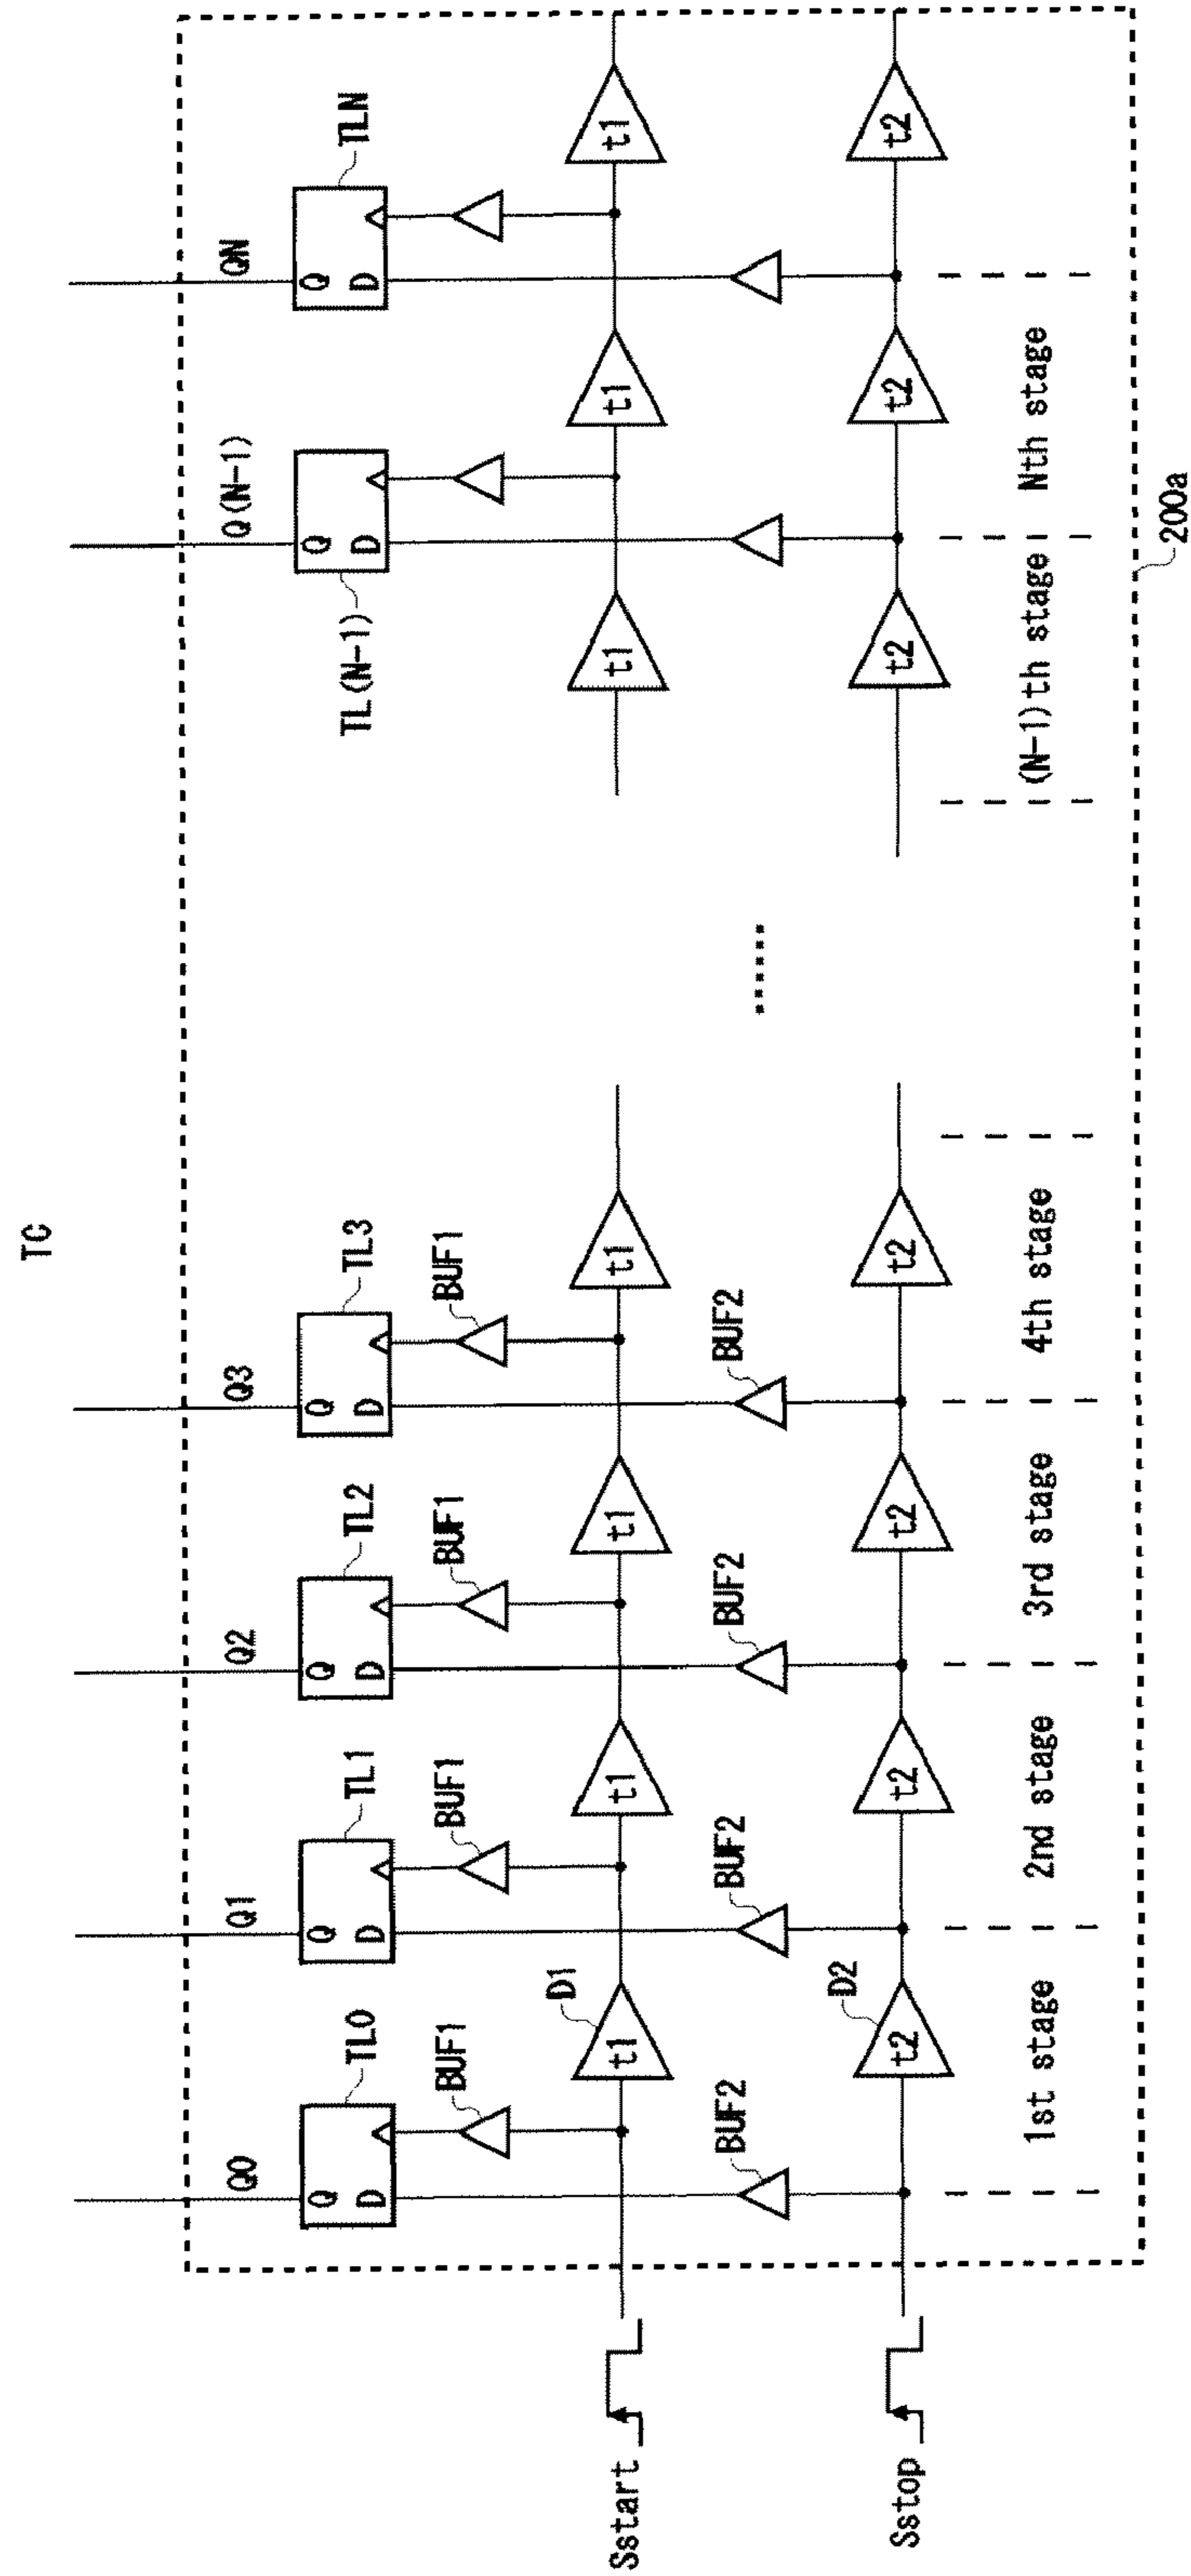 TC
Q0
Q1
Q2
Q3
Q(N-1)
QN
TL0
TL1
TL2
TL3
TL(N-1)
TLN
Q
D
Q
D
Q
D
Q
D
Q
D
Q
D
BUF1
BUF1
BUF1
BUF1
Sstart
D1
t1
t1
t1
t1
t1
t1
t1
BUF2
BUF2
BUF2
BUF2
Sstop
D2
t2
t2
t2
t2
t2
t2
t2
1st stage
2nd stage
3rd stage
4th stage
(N-1)th stage
Nth stage
200a